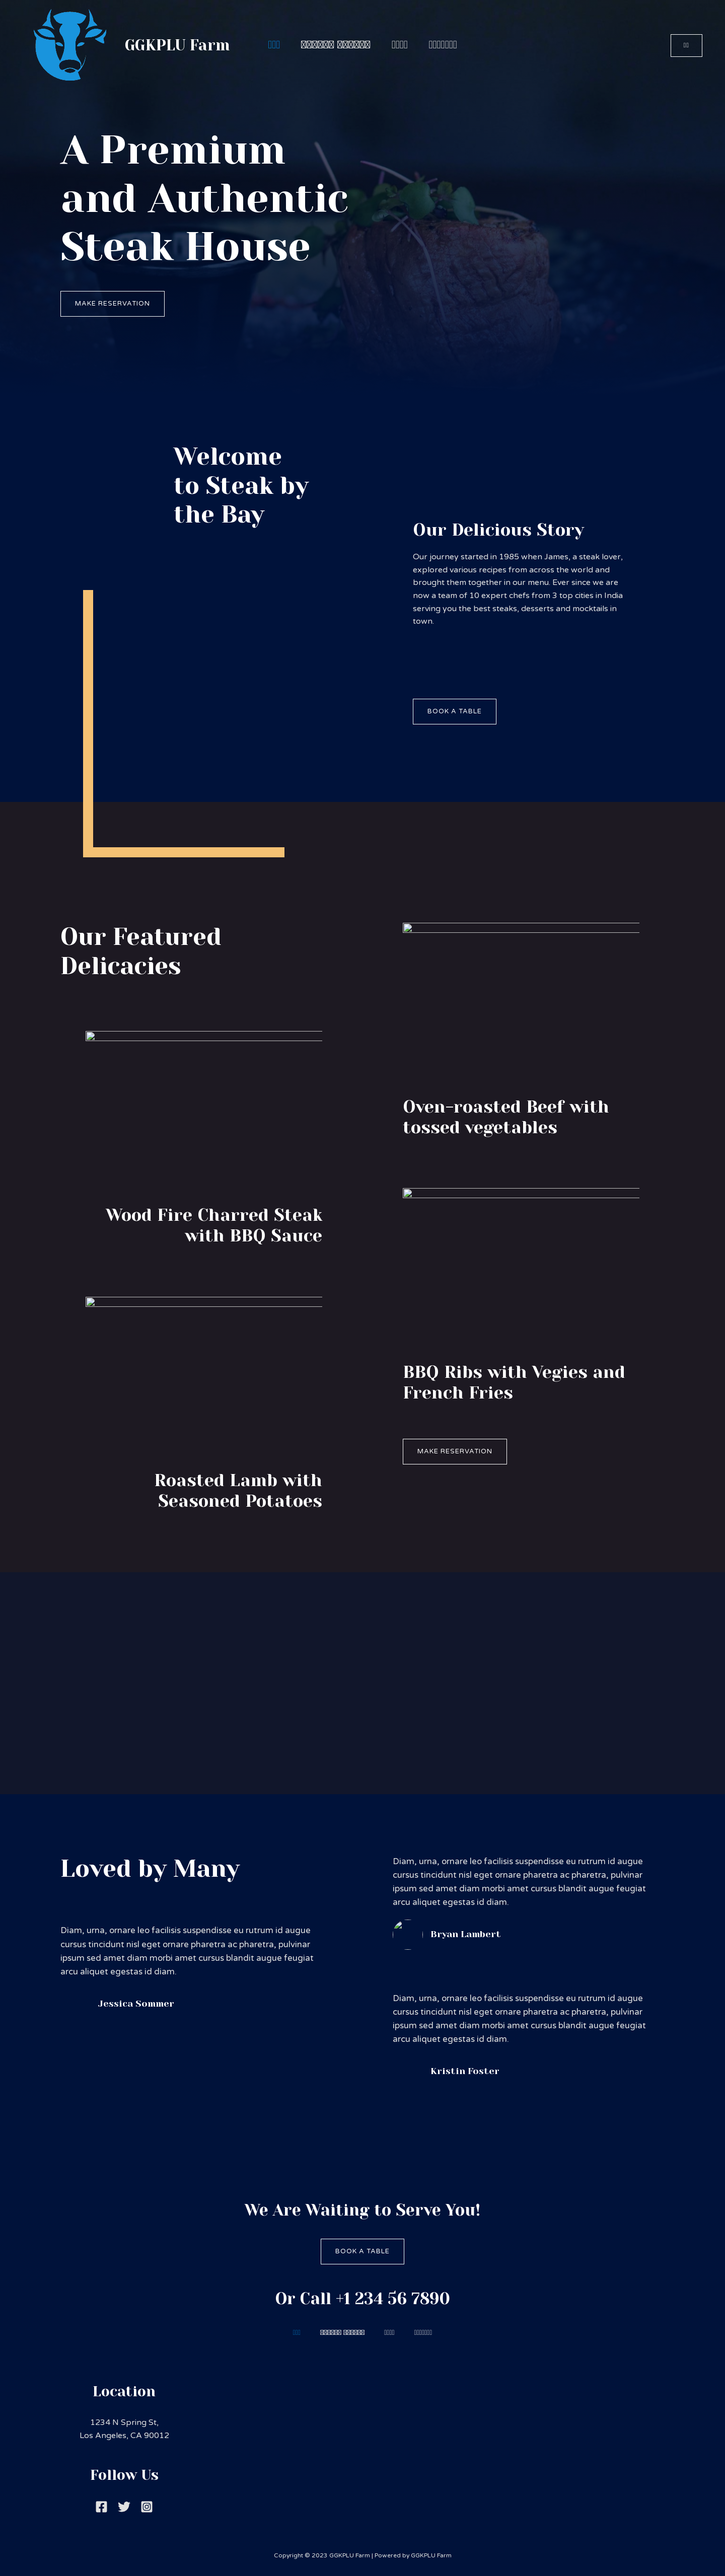 GGKPLU Farm
A Premium
and Authentic
Steak House
MAKE RESERVATION
Welcome
to Steak by
the Bay
Our Delicious Story
Our journey started in 1985 when James, a steak lover,
explored various recipes from across the world and
brought them together in our menu. Ever since we are
now a team of 10 expert chefs from 3 top cities in India
serving you the best steaks, desserts and mocktails in
town.
BOOK A TABLE
Our Featured
Delicacies
Wood Fire Charred Steak
with BBQ Sauce
Roasted Lamb with
Seasoned Potatoes
Oven-roasted Beef with
tossed vegetables
BBQ Ribs with Vegies and
French Fries
MAKE RESERVATION
Loved by Many
Diam, urna, ornare leo facilisis suspendisse eu rutrum id augue
cursus tincidunt nisl eget ornare pharetra ac pharetra, pulvinar
ipsum sed amet diam morbi amet cursus blandit augue feugiat
arcu aliquet egestas id diam.
Jessica Sommer
Diam, urna, ornare leo facilisis suspendisse eu rutrum id augue
cursus tincidunt nisl eget ornare pharetra ac pharetra, pulvinar
ipsum sed amet diam morbi amet cursus blandit augue feugiat
arcu aliquet egestas id diam.
Bryan Lambert
Diam, urna, ornare leo facilisis suspendisse eu rutrum id augue
cursus tincidunt nisl eget ornare pharetra ac pharetra, pulvinar
ipsum sed amet diam morbi amet cursus blandit augue feugiat
arcu aliquet egestas id diam.
Kristin Foster
We Are Waiting to Serve You!
BOOK A TABLE
Or Call +1 234 56 7890
Location
1234 N Spring St,
Los Angeles, CA 90012
Follow Us
Copyright © 2023 GGKPLU Farm | Powered by GGKPLU Farm